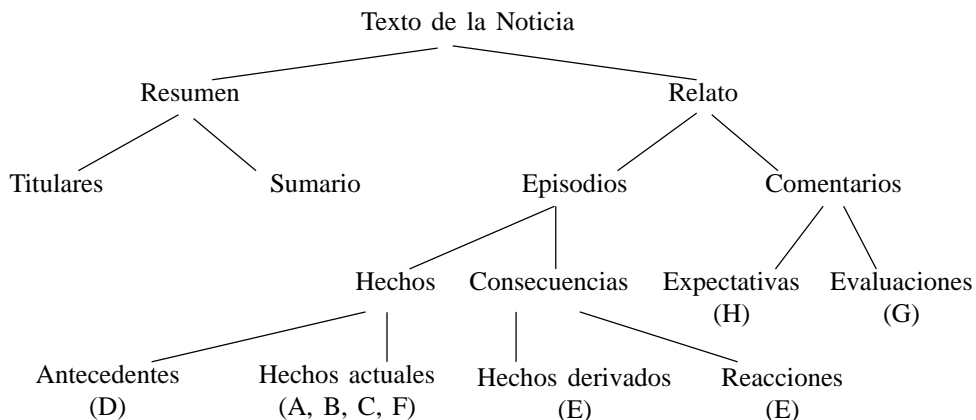 Texto de la Noticia
Resumen Relato
Titulares Sumario Episodios Comentarios
Hechos Consecuencias Expectativas Evaluaciones
(H) (G)
Antecedentes Hechos actuales Hechos derivados Reacciones
(D) (A, B, C, F) (E) (E)